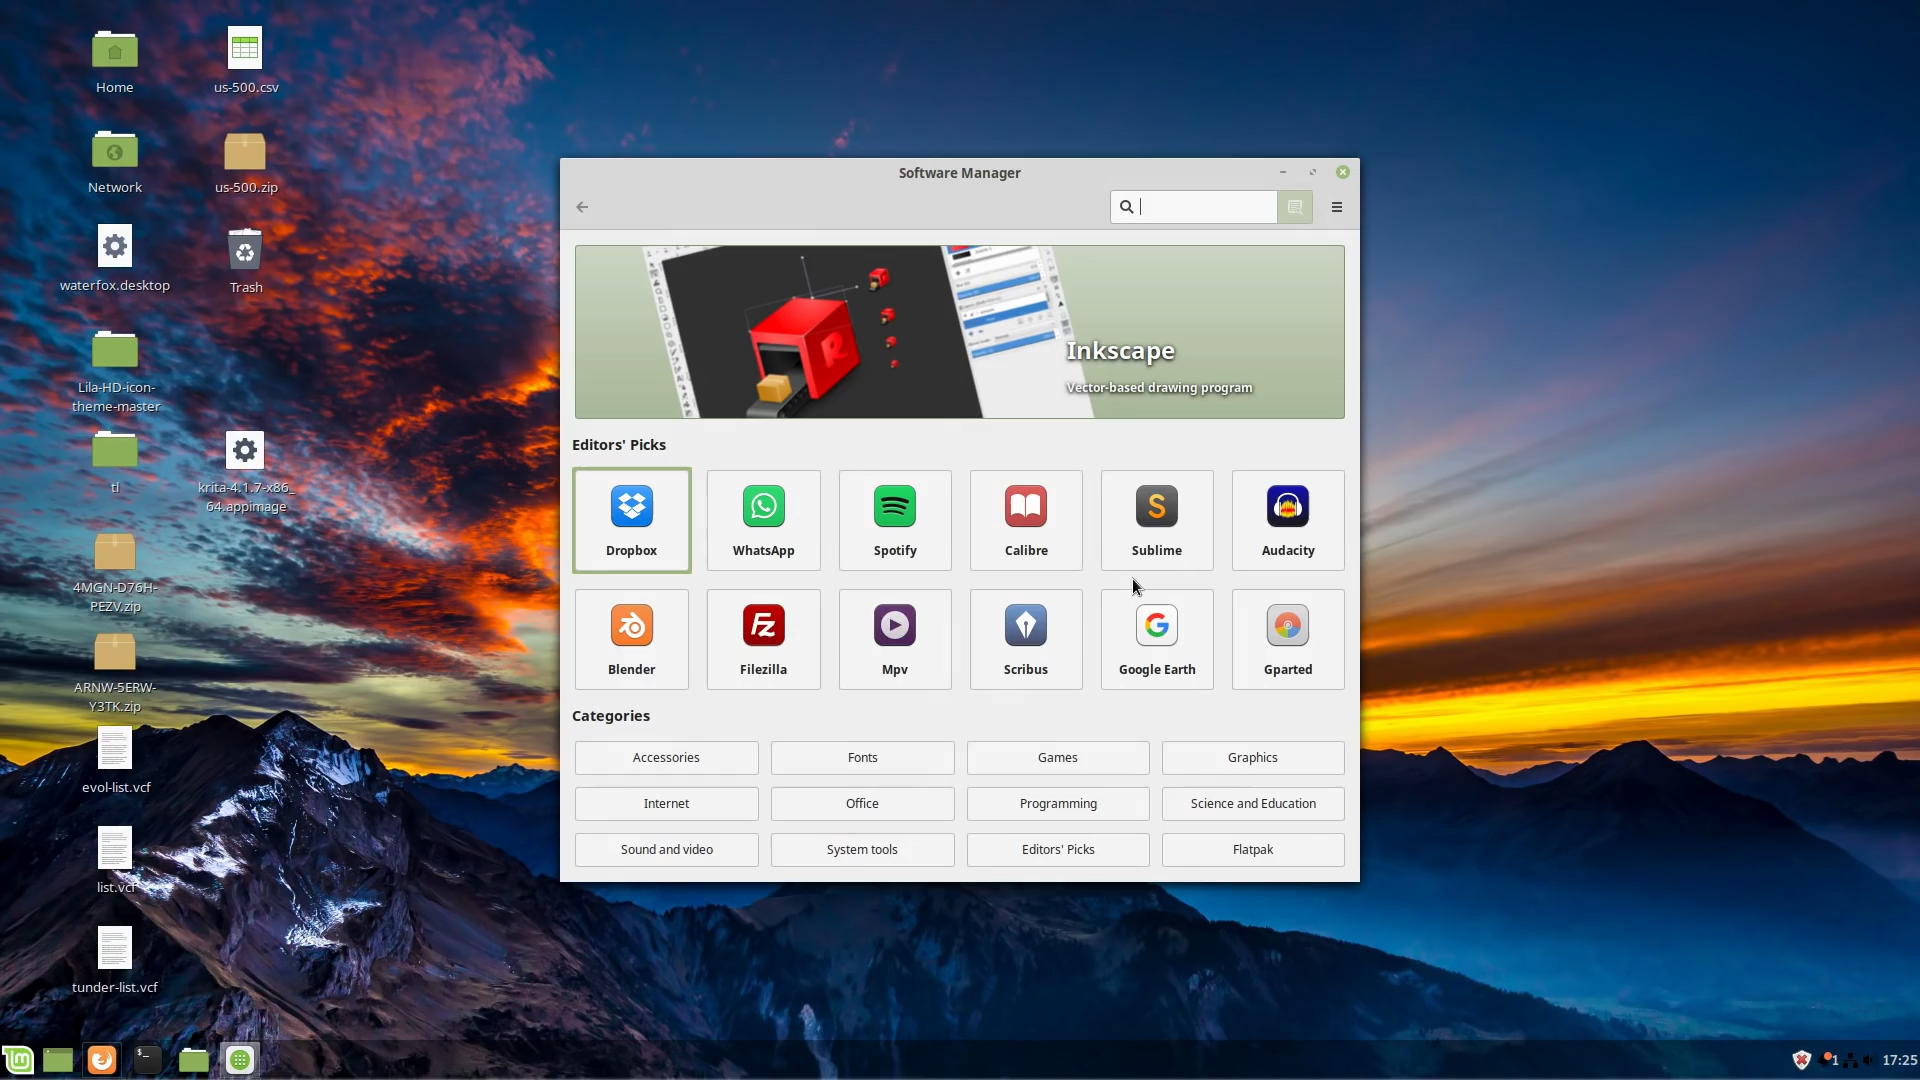 Home
us-500.csv
Network
us-500.zip
waterfox.desktop
Trash
Lila-HD-icon-
theme-master
tl
krita-4.1.7-x86_
64.appimage
4MGN-D76H-
PEZV.zip
ARNW-5ERW-
Y3TK.zip
evol-list.vcf
list.vcf
tunder-list.vcf
Software Manager
Inkscape
Vector-based drawing program
Editors' Picks
Dropbox
WhatsApp
Spotify
Calibre
Sublime
Audacity
Blender
Filezilla
Mpv
Scribus
Google Earth
Gparted
Categories
Accessories
Fonts
Games
Graphics
Internet
Office
Programming
Science and Education
Sound and video
System tools
Editors' Picks
Flatpak
1
17:25